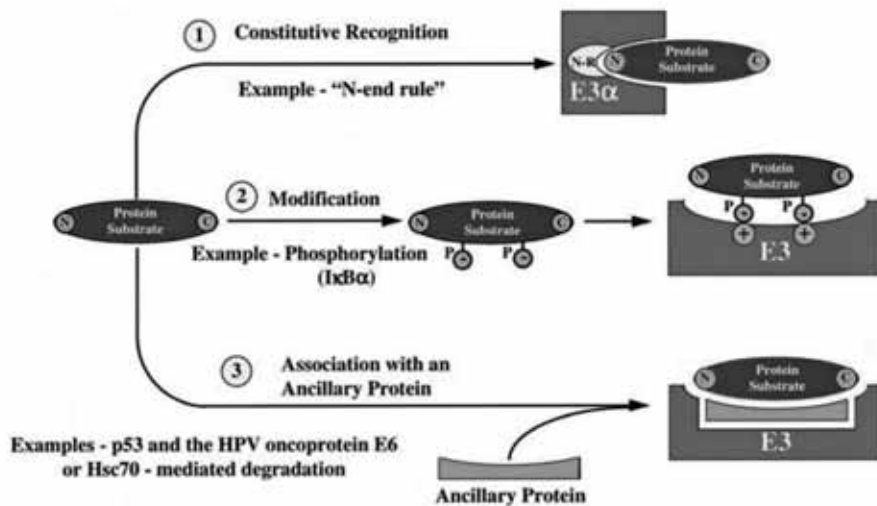 1 Constitutive Recognition
Example - “N-end rule”
N-R
N
Protein
Substrate
C
E3α
N
Protein
Substrate
C
2 Modification
Example - Phosphorylation
(IκBα)
N
Protein
Substrate
C
P
-
P
-
N
Protein
Substrate
C
P
-
P
-
+
+
E3
3 Association with an
Ancillary Protein
Examples - p53 and the HPV oncoprotein E6
or Hsc70 - mediated degradation
Ancillary Protein
N
Protein
Substrate
C
E3